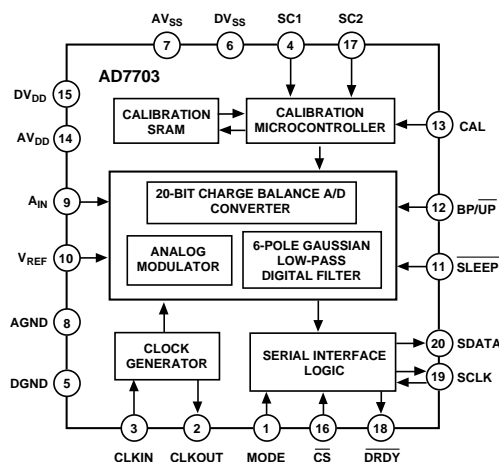 AVSS
DVSS
SC1
SC2
7
6
4
17
AD7703
DVDD
15
CALIBRATION
SRAM
CALIBRATION
MICROCONTROLLER
13
CAL
AVDD
14
20-BIT CHARGE BALANCE A/D
CONVERTER
AIN
9
12
BP/UP
ANALOG
MODULATOR
6-POLE GAUSSIAN
LOW-PASS
DIGITAL FILTER
VREF
10
11
SLEEP
AGND
8
CLOCK
GENERATOR
SERIAL INTERFACE
LOGIC
20
SDATA
19
SCLK
DGND
5
3
2
1
16
18
CLKIN
CLKOUT
MODE
CS
DRDY